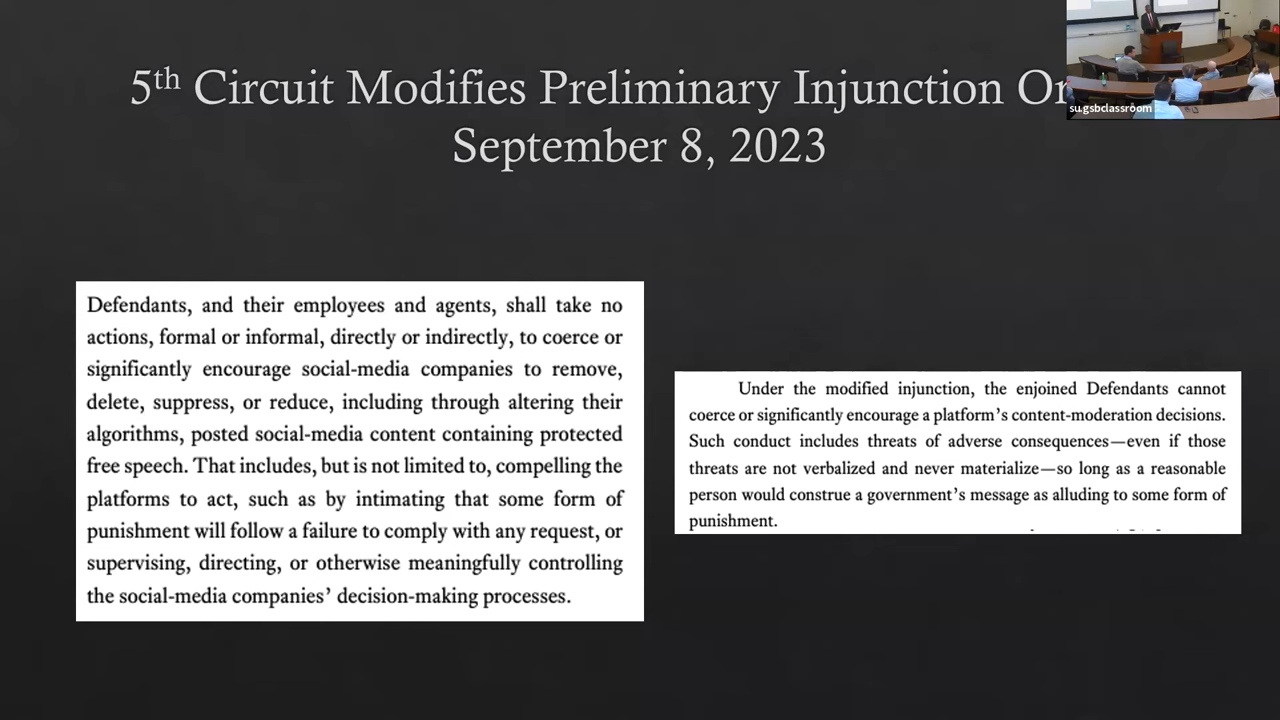 5th Circuit Modifies Preliminary Injunction
September 8, 2023
su.gsbclassroom
Defendants, and their employees and agents, shall take no
actions, formal or informal, directly or indirectly, to coerce or
significantly encourage social-media companies to remove,
delete, suppress, or reduce, including through altering their
algorithms, posted social-media content containing protected
free speech. That includes, but is not limited to, compelling the
platforms to act, such as by intimating that some form of
punishment will follow a failure to comply with any request, or
supervising, directing, or otherwise meaningfully controlling
the social-media companies’ decision-making processes.
Under the modified injunction, the enjoined Defendants cannot
coerce or significantly encourage a platform’s content-moderation decisions.
Such conduct includes threats of adverse consequences—even if those
threats are not verbalized and never materialize—so long as a reasonable
person would construe a government’s message as alluding to some form of
punishment.